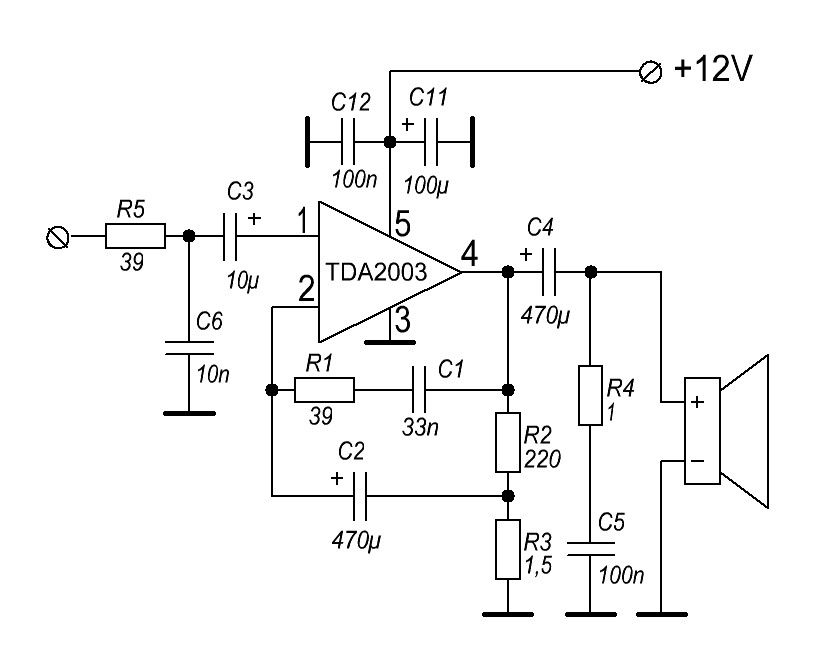 +12V
C12
C11
+
100n
100µ
R5
39
C3
+
10µ
1
5
TDA2003
4
2
3
C4
+
470µ
C6
10n
R1
39
C1
33n
R2
220
R4
1
+
−
C2
+
470µ
R3
1,5
C5
100n